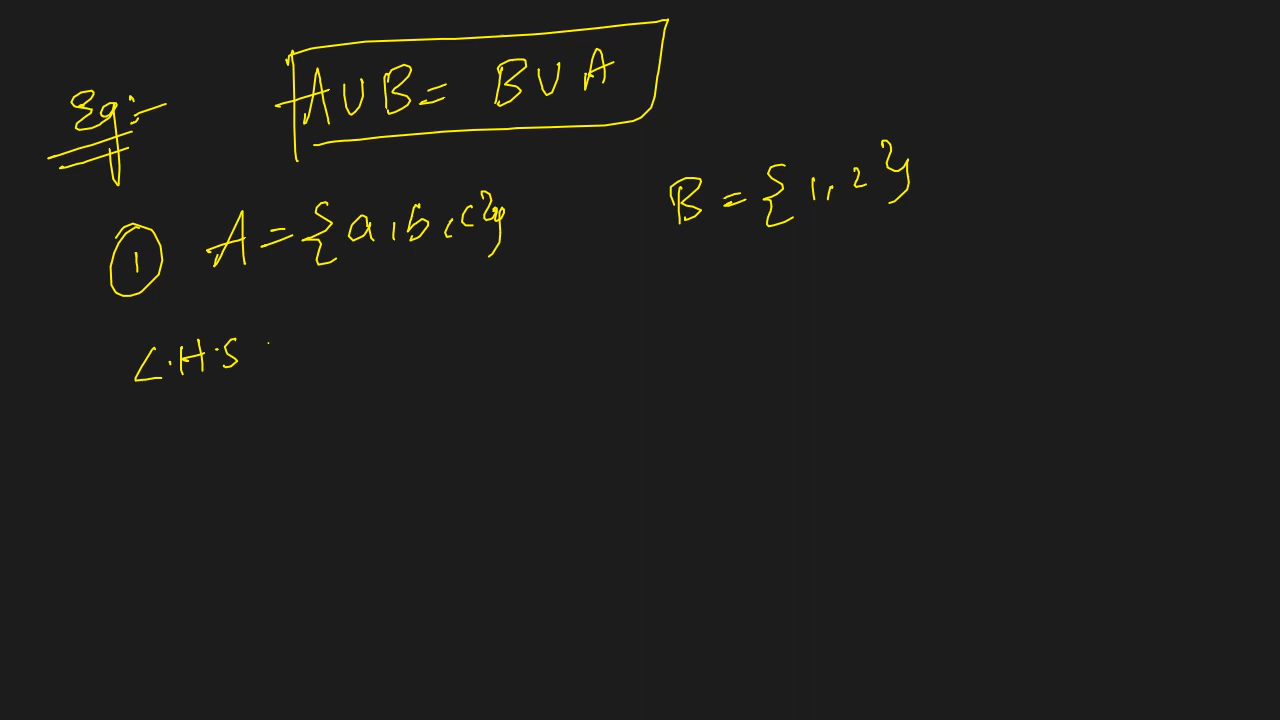 Eg:-
A∪B= B∪A
① A={a,b,c} B={1,2}
L.H.S